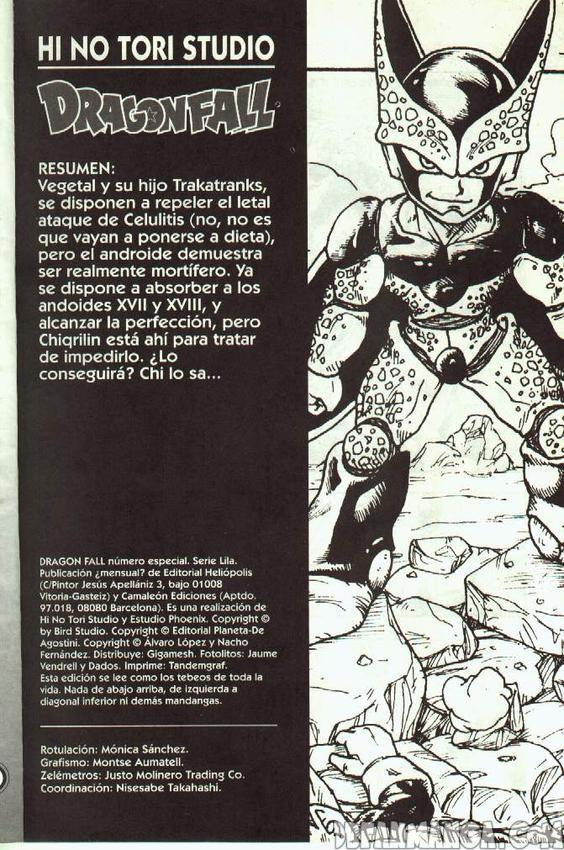 HI NO TORI STUDIO
DRAGONFALL
RESUMEN:
Vegetal y su hijo Trakatranks,
se disponen a repeler el letal
ataque de Celulitis (no, no es
que vayan a ponerse a dieta),
pero el androide demuestra
ser realmente mortífero. Ya
se dispone a absorber a los
andoides XVII y XVIII, y
alcanzar la perfección, pero
Chiqrilin está ahí para tratar
de impedirlo. ¿Lo
conseguirá? Chi lo sa...
DRAGON FALL número especial. Serie Lila.
Publicación ¿mensual? de Editorial Heliópolis
(C/Pintor Jesús Apellániz 3, bajo 01008
Vitoria-Gasteiz) y Camaleón Ediciones (Aptdo.
97.018, 08080 Barcelona). Es una realización de
Hi No Tori Studio y Estudio Phoenix. Copyright ©
by Bird Studio. Copyright © Editorial Planeta-De
Agostini. Copyright © Álvaro López y Nacho
Fernández. Distribuye: Gigamesh. Fotolitos: Jaume
Vendrell y Dados. Imprime: Tandemgraf.
Esta edición se lee como los tebeos de toda la
vida. Nada de abajo arriba, de izquierda a
diagonal inferior ni demás mandangas.
Rotulación: Mónica Sánchez.
Grafismo: Montse Aumatell.
Zelémetros: Justo Molinero Trading Co.
Coordinación: Nisesabe Takahashi.